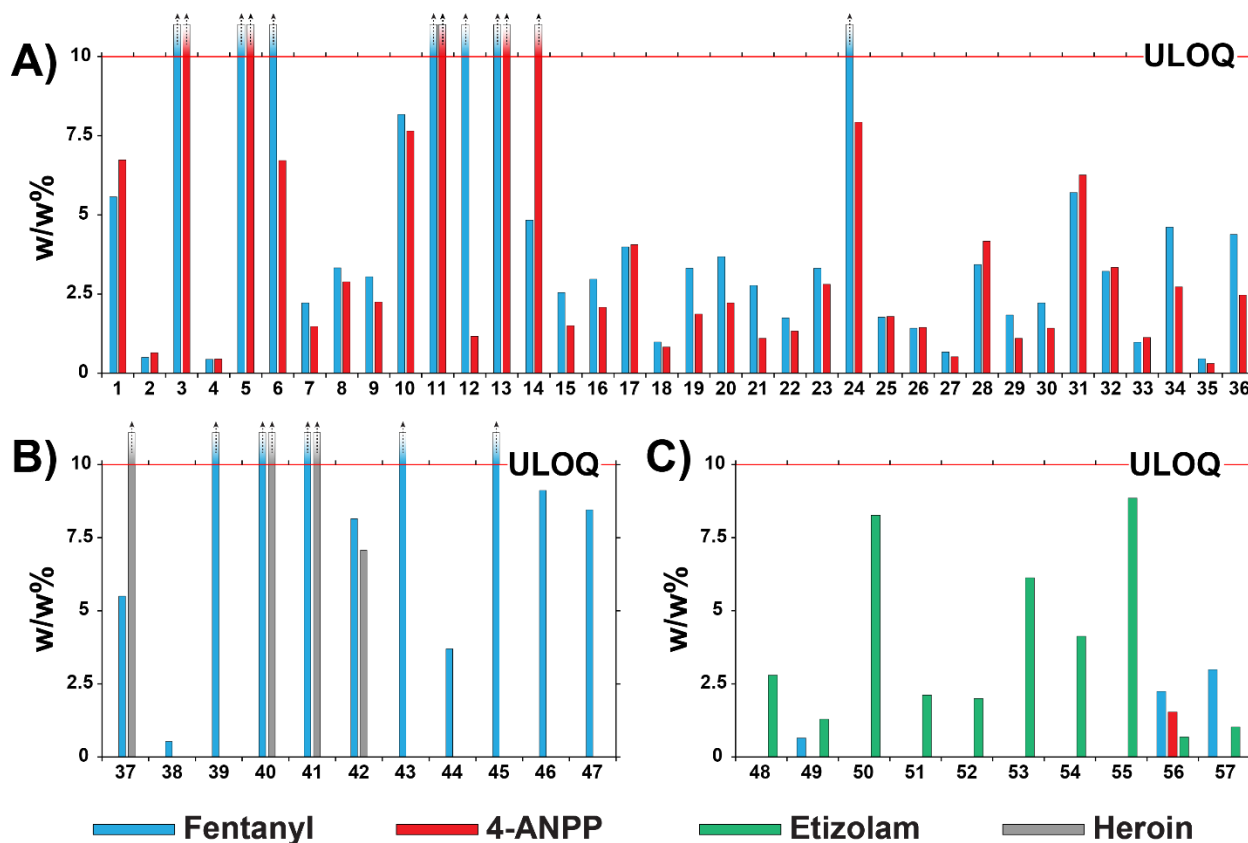 A)
w/w%
10
7.5
5
2.5
0
ULOQ
1 2 3 4 5 6 7 8 9 10 11 12 13 14 15 16 17 18 19 20 21 22 23 24 25 26 27 28 29 30 31 32 33 34 35 36
B)
w/w%
10
7.5
5
2.5
0
ULOQ
37 38 39 40 41 42 43 44 45 46 47
C)
w/w%
10
7.5
5
2.5
0
ULOQ
48 49 50 51 52 53 54 55 56 57
Fentanyl 4-ANPP Etizolam Heroin